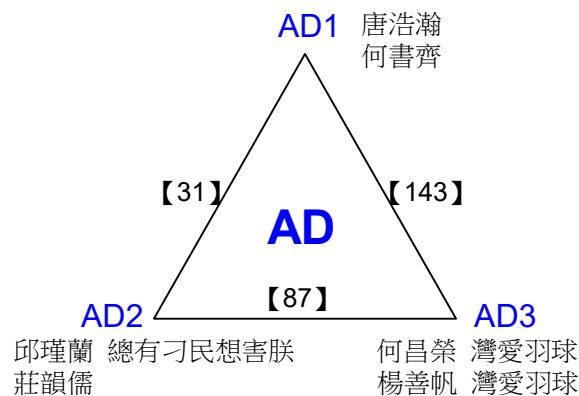 AD1 唐浩瀚
何書齊
【31】 【143】
AD
【87】
AD2 AD3
邱瑾蘭 總有刁民想害朕 何昌榮 灣愛羽球
莊韻儒 楊善帆 灣愛羽球